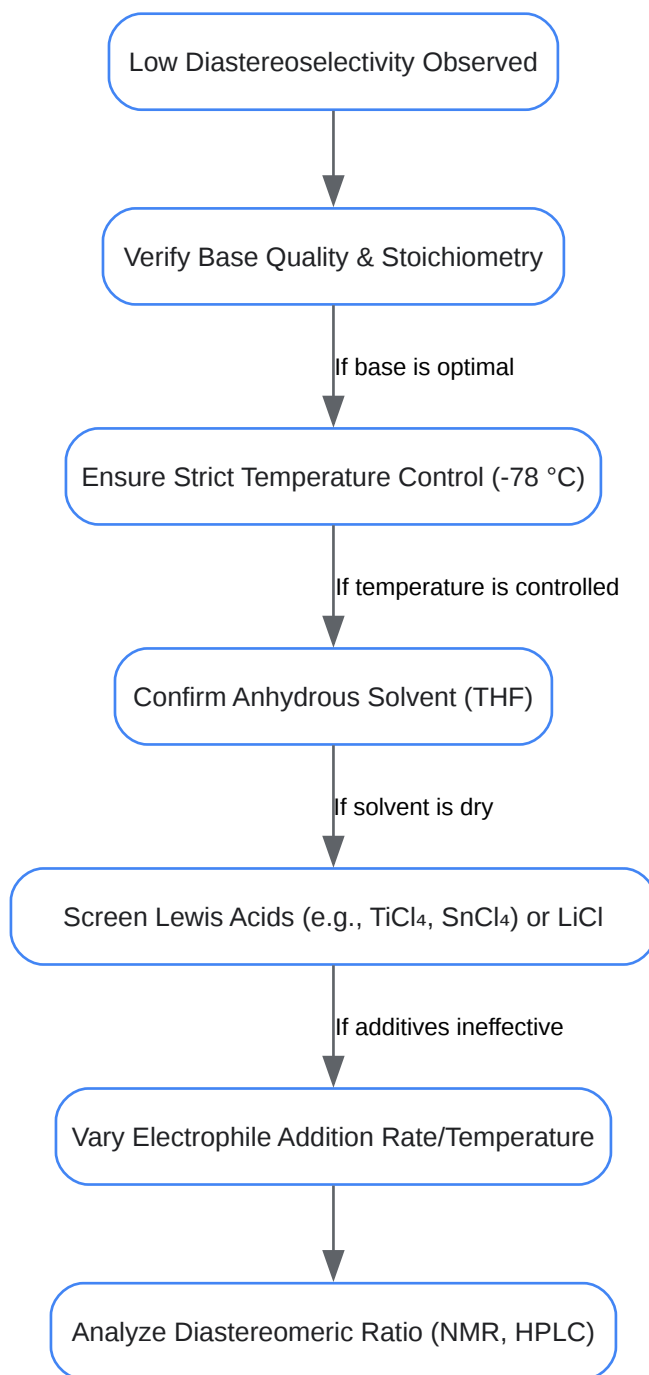 Low Diastereoselectivity Observed
Verify Base Quality & Stoichiometry
If base is optimal
Ensure Strict Temperature Control (-78 °C)
If temperature is controlled
Confirm Anhydrous Solvent (THF)
If solvent is dry
Screen Lewis Acids (e.g., TiCl₄, SnCl₄) or LiCl
If additives ineffective
Vary Electrophile Addition Rate/Temperature
Analyze Diastereomeric Ratio (NMR, HPLC)